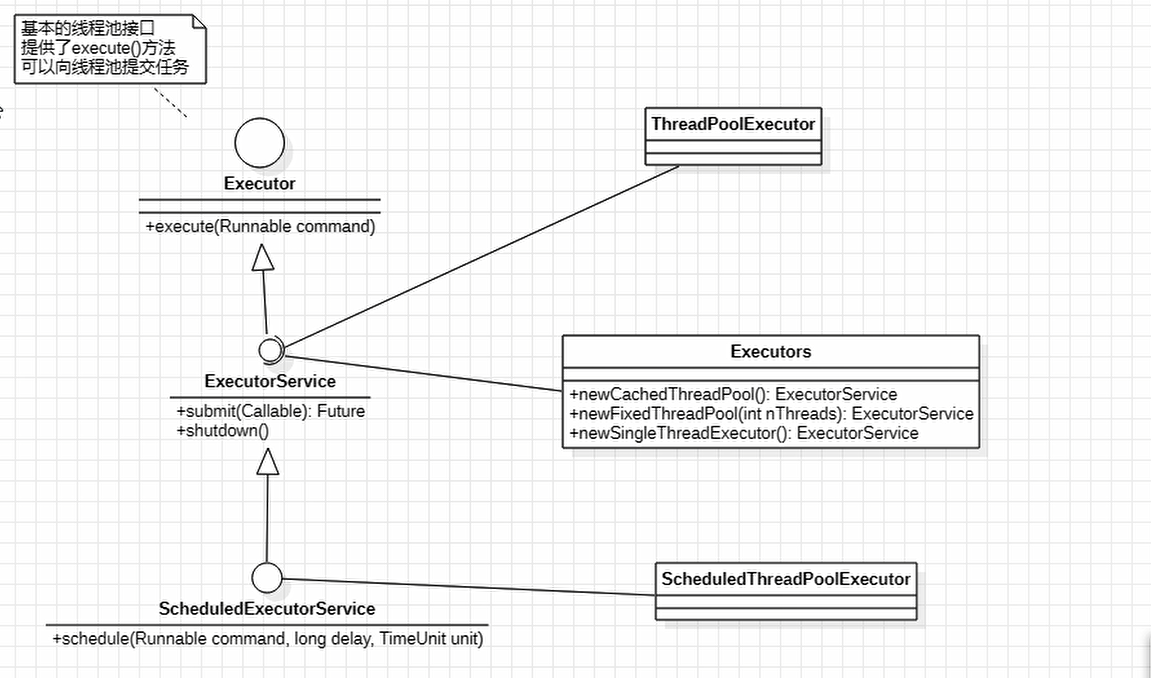 基本的线程池接口
提供了execute()方法
可以向线程池提交任务
ThreadPoolExecutor
Executor
+execute(Runnable command)
Executors
+newCachedThreadPool(): ExecutorService
+newFixedThreadPool(int nThreads): ExecutorService
+newSingleThreadExecutor(): ExecutorService
ExecutorService
+submit(Callable): Future
+shutdown()
ScheduledThreadPoolExecutor
ScheduledExecutorService
+schedule(Runnable command, long delay, TimeUnit unit)